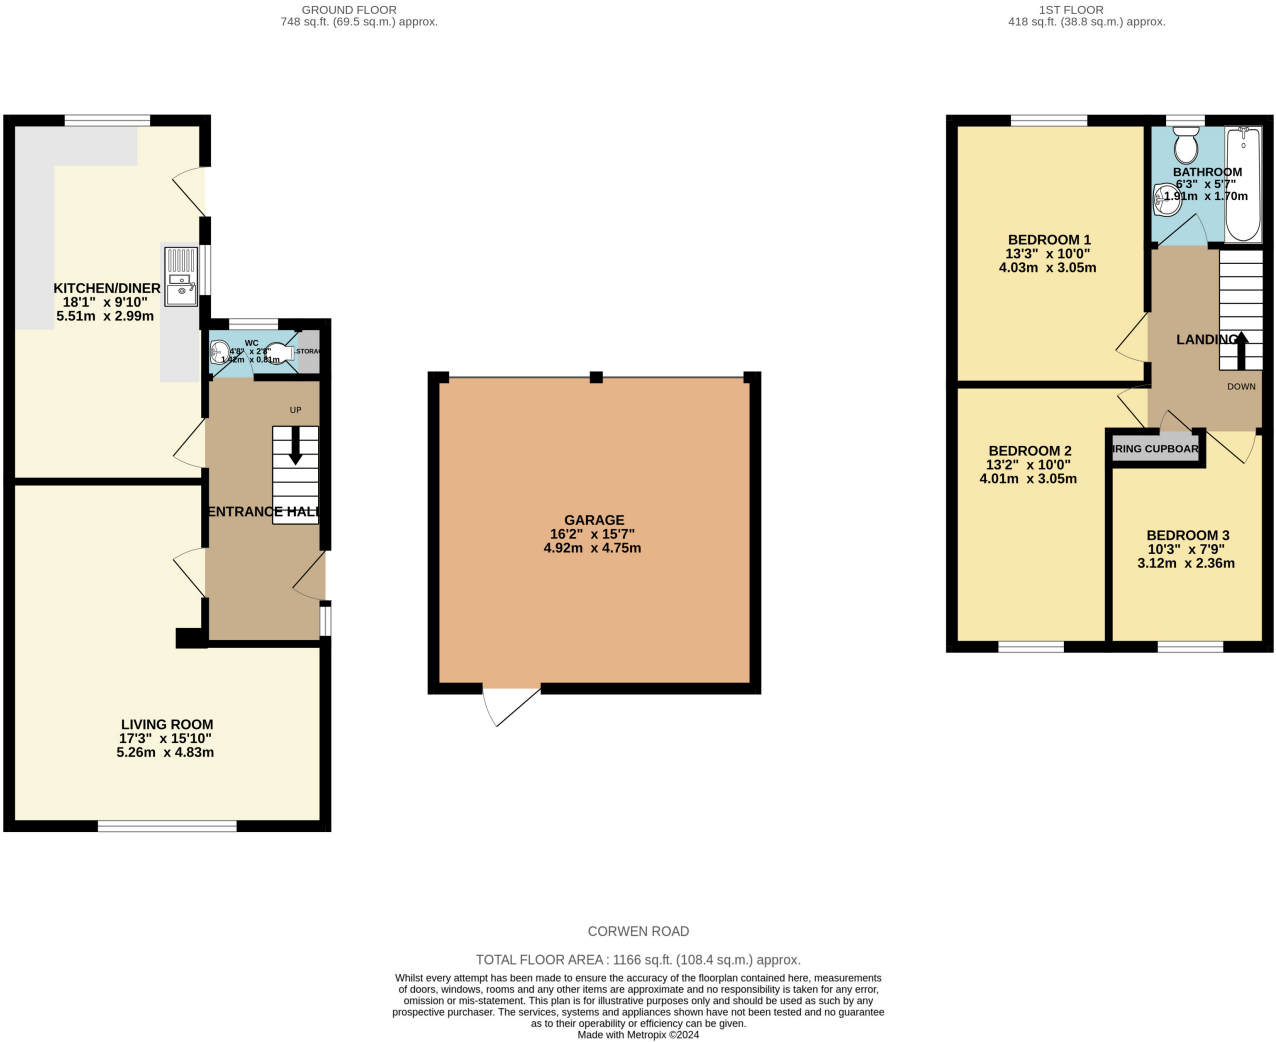 GROUND FLOOR
748 sq.ft. (69.5 sq.m.) approx.
1ST FLOOR
418 sq.ft. (38.8 sq.m.) approx.
KITCHEN/DINER
18'1" x 9'10"
5.51m x 2.99m
WC
4'8" x 2'8"
1.42m x 0.81m
STORAG
UP
ENTRANCE HALL
LIVING ROOM
17'3" x 15'10"
5.26m x 4.83m
GARAGE
16'2" x 15'7"
4.92m x 4.75m
BEDROOM 1
13'3" x 10'0"
4.03m x 3.05m
BATHROOM
6'3" x 5'7"
1.91m x 1.70m
LANDING
DOWN
BEDROOM 2
13'2" x 10'0"
4.01m x 3.05m
IRING CUPBOAR
BEDROOM 3
10'3" x 7'9"
3.12m x 2.36m
CORWEN ROAD
TOTAL FLOOR AREA : 1166 sq.ft. (108.4 sq.m.) approx.
Whilst every attempt has been made to ensure the accuracy of the floorplan contained here, measurements
of doors, windows, rooms and any other items are approximate and no responsibility is taken for any error,
omission or mis-statement. This plan is for illustrative purposes only and should be used as such by any
prospective purchaser. The services, systems and appliances shown have not been tested and no guarantee
as to their operability or efficiency can be given.
Made with Metropix ©2024